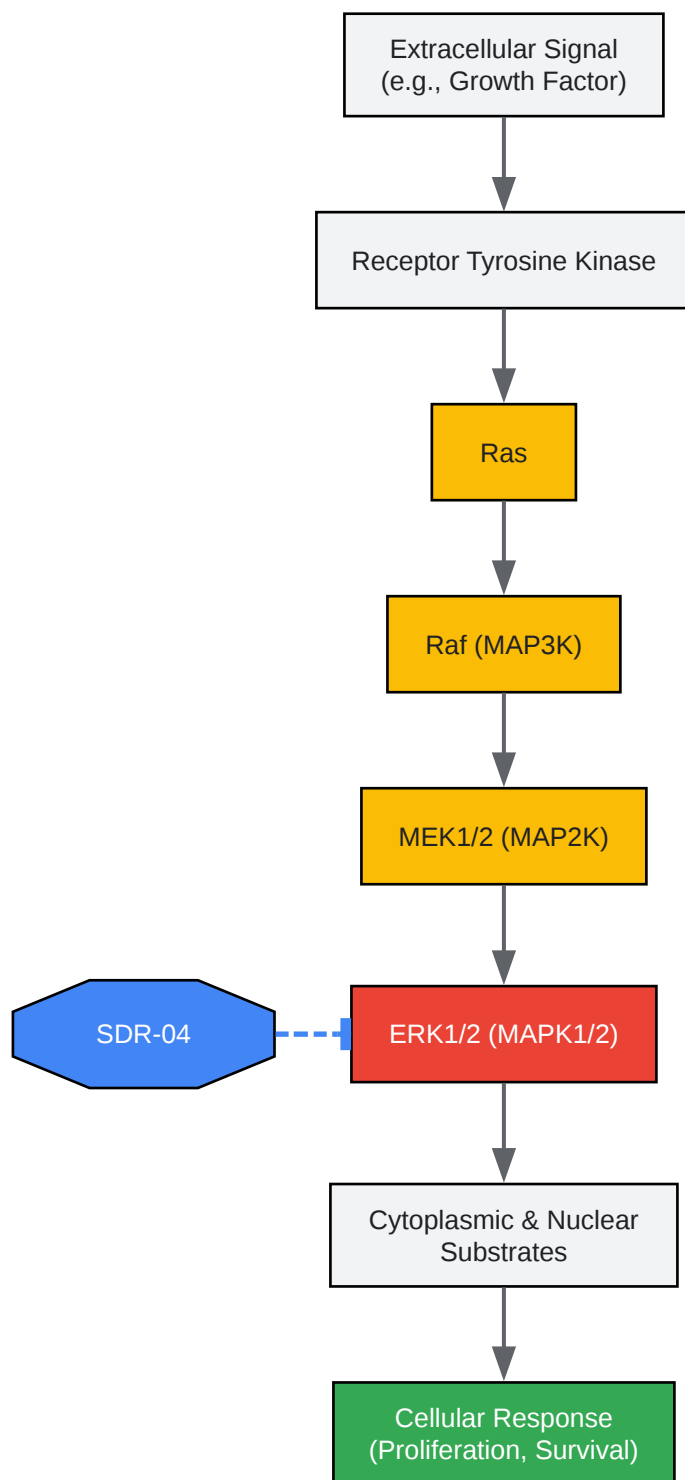 Extracellular Signal
(e.g., Growth Factor)
Receptor Tyrosine Kinase
Ras
Raf (MAP3K)
MEK1/2 (MAP2K)
SDR-04
ERK1/2 (MAPK1/2)
Cytoplasmic & Nuclear
Substrates
Cellular Response
(Proliferation, Survival)